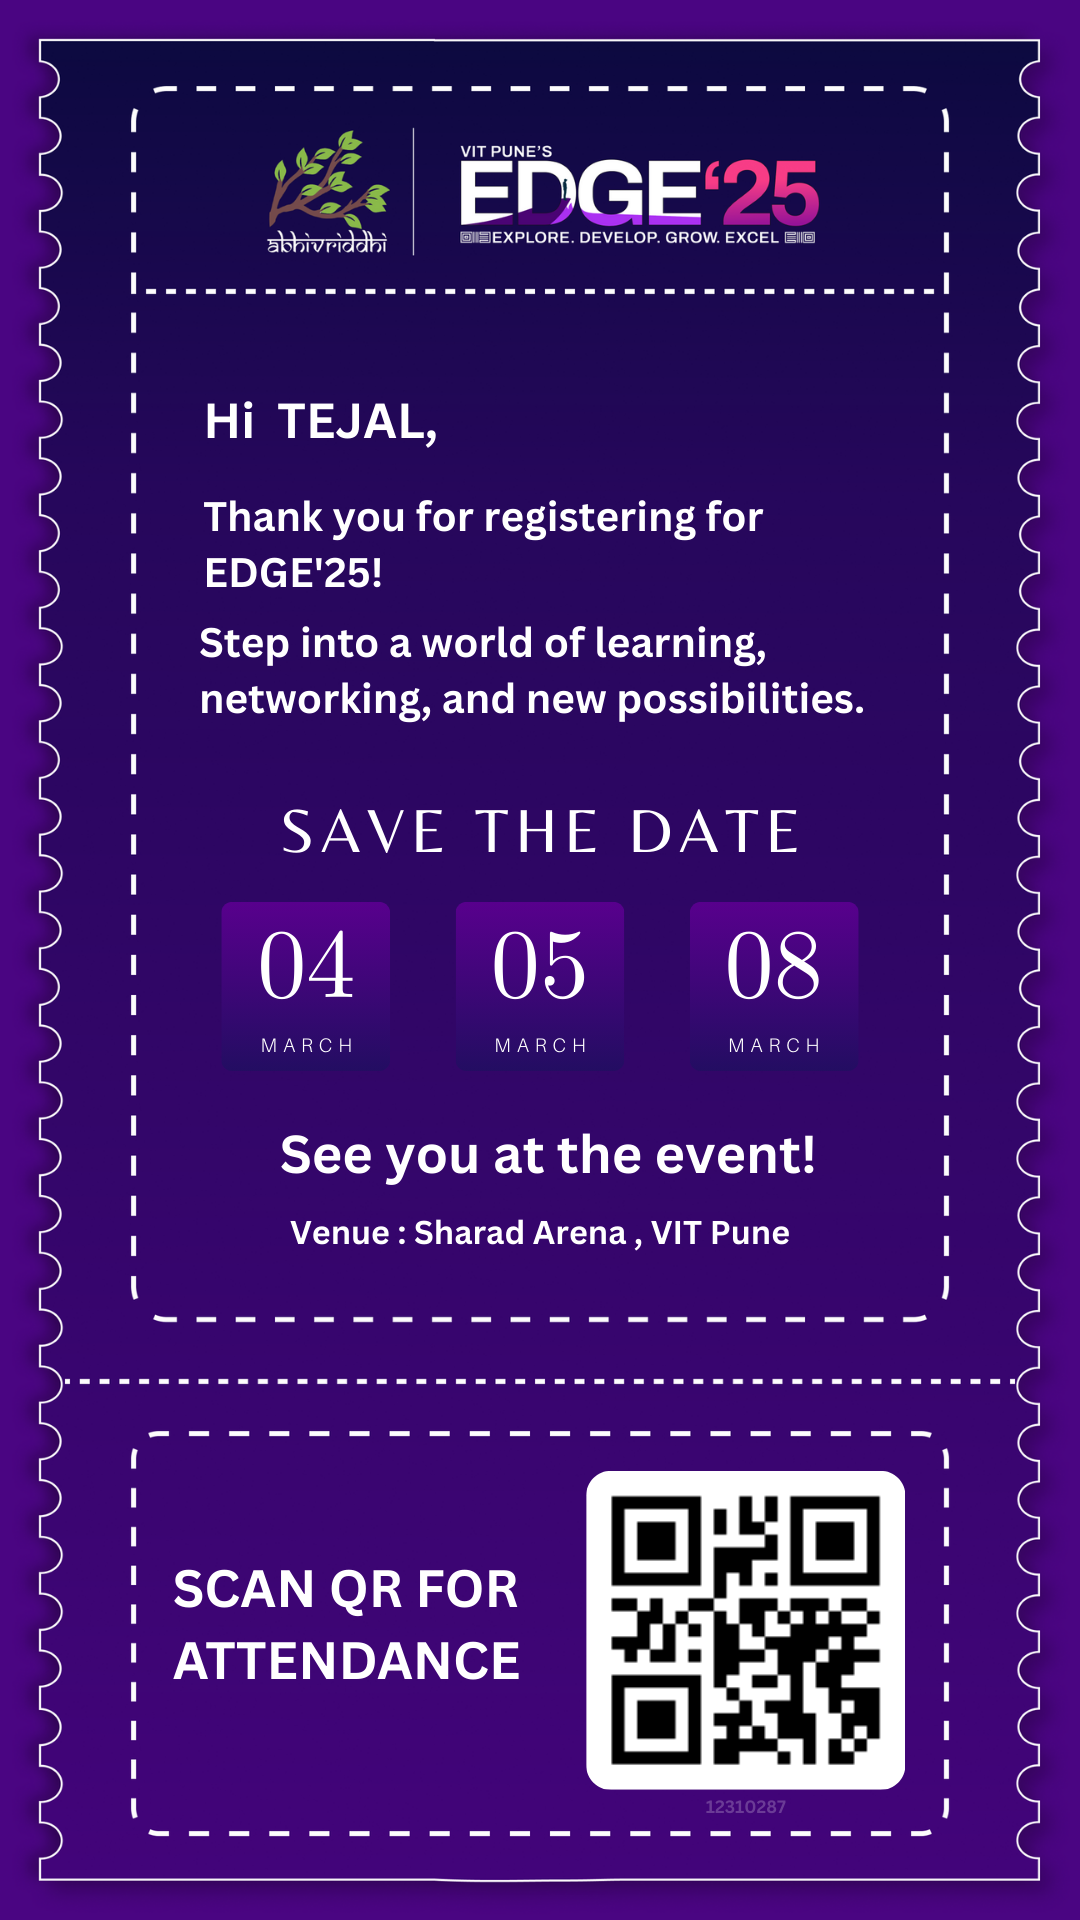 abhivriddhi
VIT PUNE'S
EDGE‘25
EXPLORE. DEVELOP. GROW. EXCEL
Hi TEJAL,
Thank you for registering for
EDGE'25!
Step into a world of learning,
networking, and new possibilities.
SAVE THE DATE
04 05 08
MARCH MARCH MARCH
See you at the event!
Venue : Sharad Arena , VIT Pune
SCAN QR FOR
ATTENDANCE
12310287